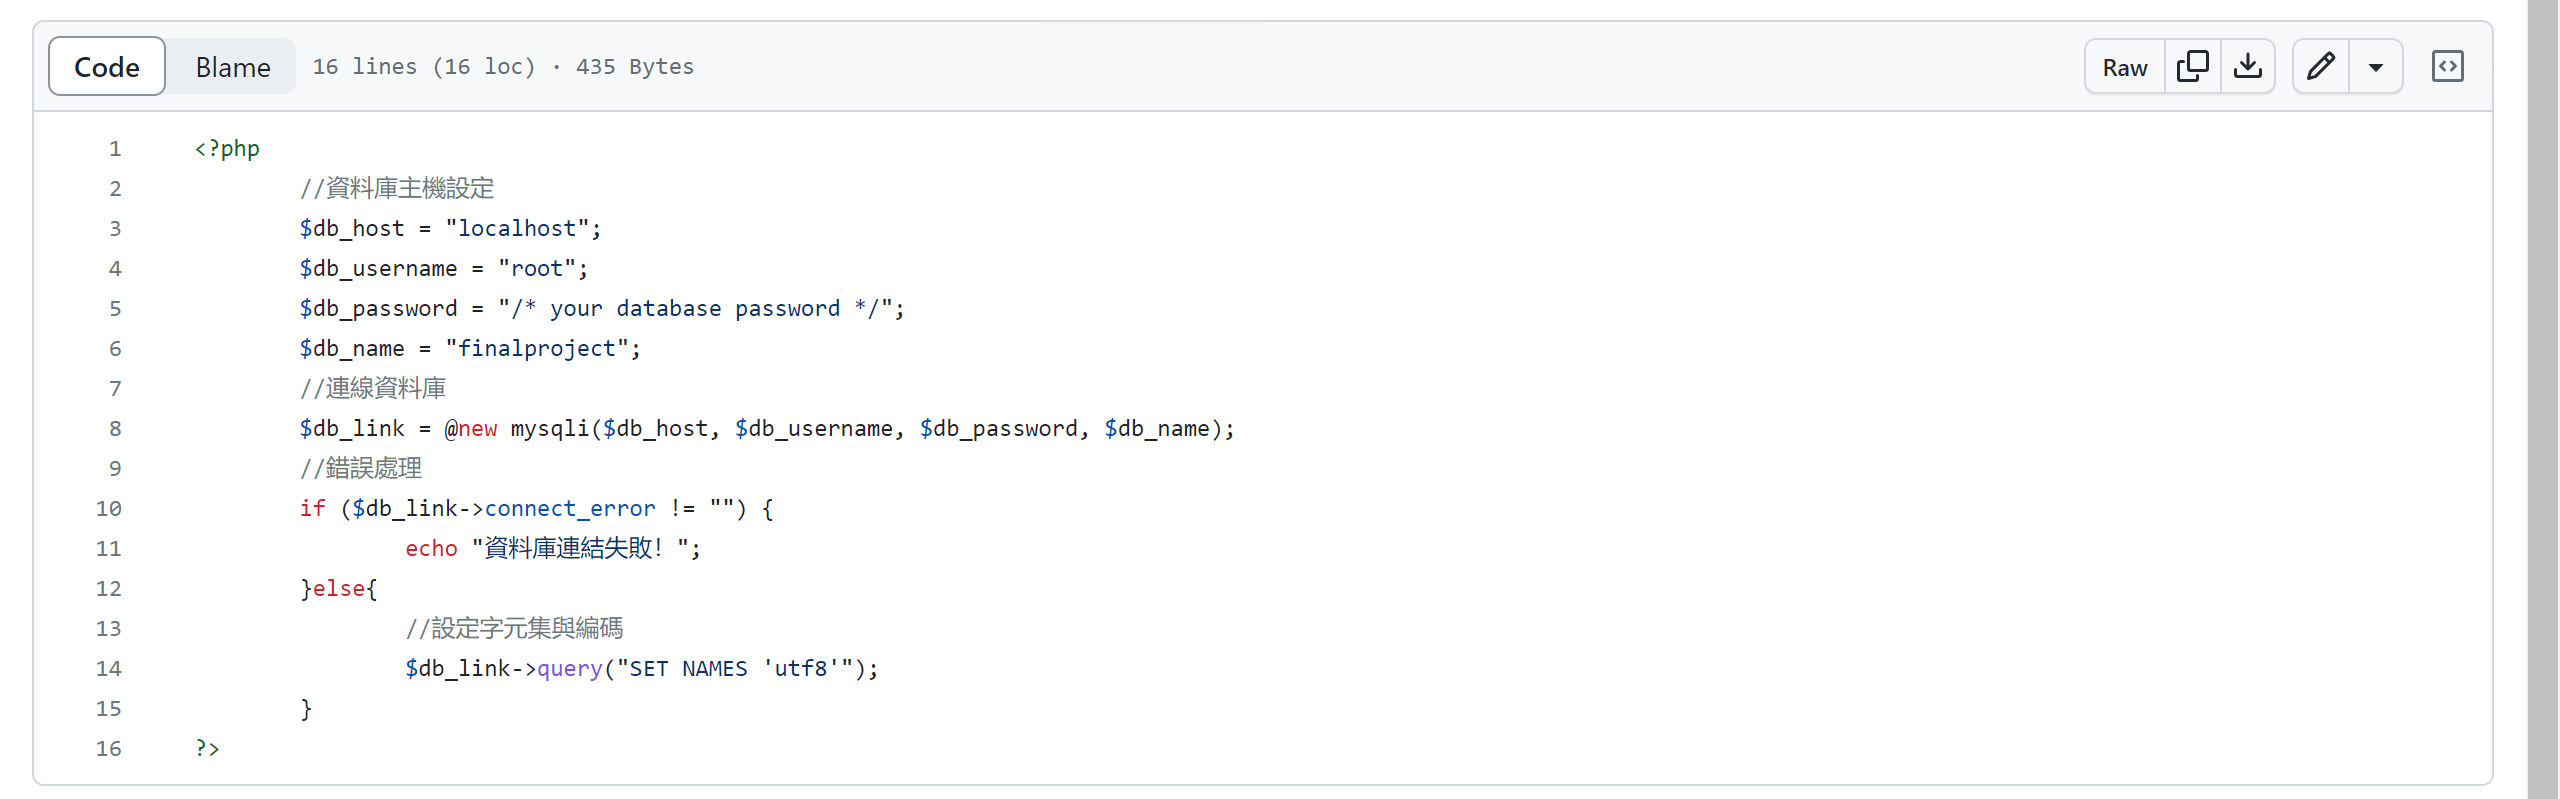 Code Blame 16 lines (16 loc) · 435 Bytes Raw
1 <?php
2 //資料庫主機設定
3 $db_host = "localhost";
4 $db_username = "root";
5 $db_password = "/* your database password */";
6 $db_name = "finalproject";
7 //連線資料庫
8 $db_link = @new mysqli($db_host, $db_username, $db_password, $db_name);
9 //錯誤處理
10 if ($db_link->connect_error != "") {
11 echo "資料庫連結失敗！";
12 }else{
13 //設定字元集與編碼
14 $db_link->query("SET NAMES 'utf8'");
15 }
16 ?>